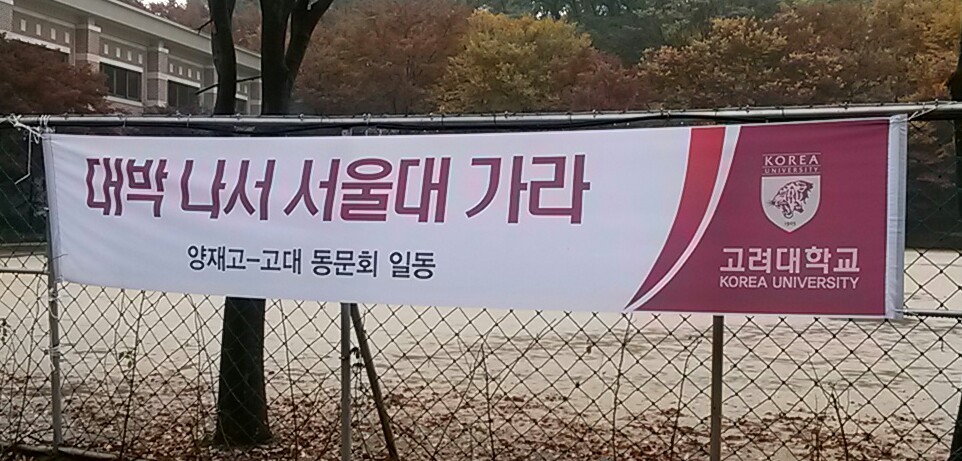 대박 나서 서울대 가라
양재고-고대 동문회 일동
KOREA
UNIVERSITY
고려대학교
KOREA UNIVERSITY